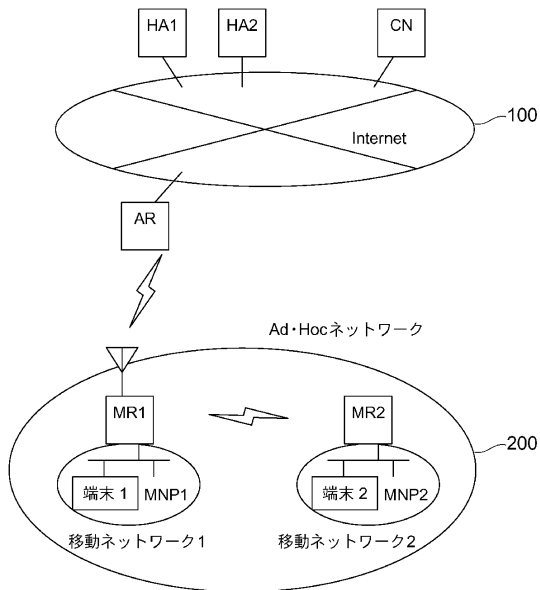 HA1
HA2
CN
Internet
100
AR
Ad・Hocネットワーク
MR1
MR2
200
端末 1
MNP1
端末 2
MNP2
移動ネットワーク1
移動ネットワーク2